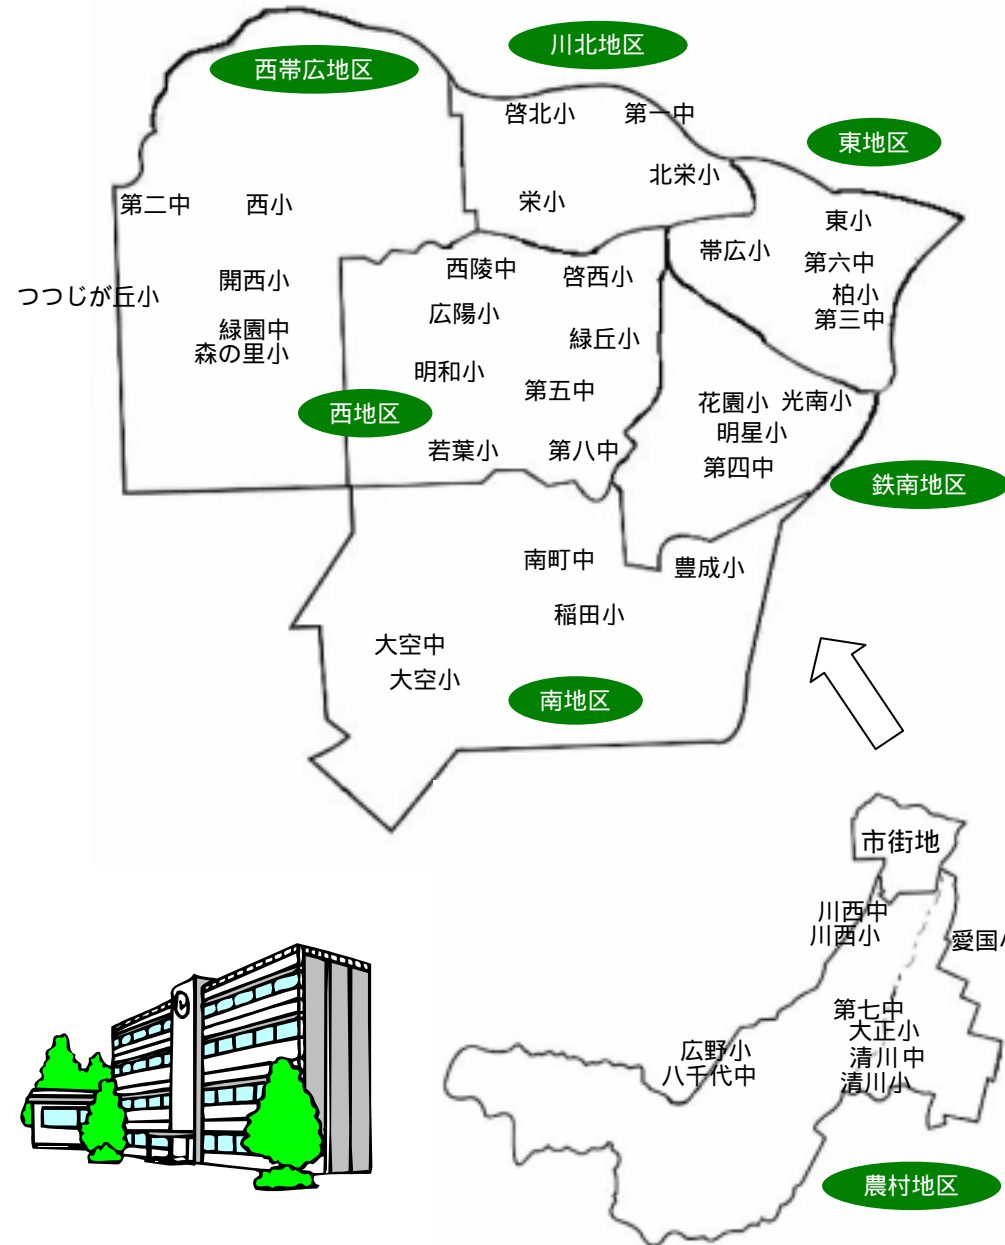 川北地区
西帯広地区
啓北小
第一中
東地区
北栄小
第二中
西小
栄小
東小
帯広小
第六中
西陵中
啓西小
開西小
つつじが丘小
柏小
第三中
広陽小
緑園中
森の里小
緑丘小
明和小
第五中
西地区
花園小
光南小
明星小
若葉小
第八中
第四中
鉄南地区
南町中
豊成小
稲田小
大空中
大空小
南地区
市街地
川西中
川西小
愛国
第七中
大正小
広野小
八千代中
清川中
清川小
農村地区